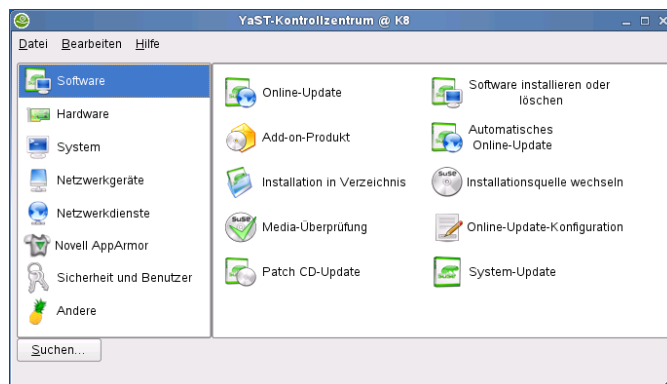 YaST-Kontrollzentrum @ K8
Datei Bearbeiten Hilfe
Software
Hardware
System
Netzwerkgeräte
Netzwerkdienste
Novell AppArmor
Sicherheit und Benutzer
Andere
Online-Update
Software installieren oder
löschen
Add-on-Produkt
Automatisches
Online-Update
Installation in Verzeichnis
SuSE
Installationsquelle wechseln
SuSE
Media-Überprüfung
Online-Update-Konfiguration
Patch CD-Update
System-Update
Suchen...